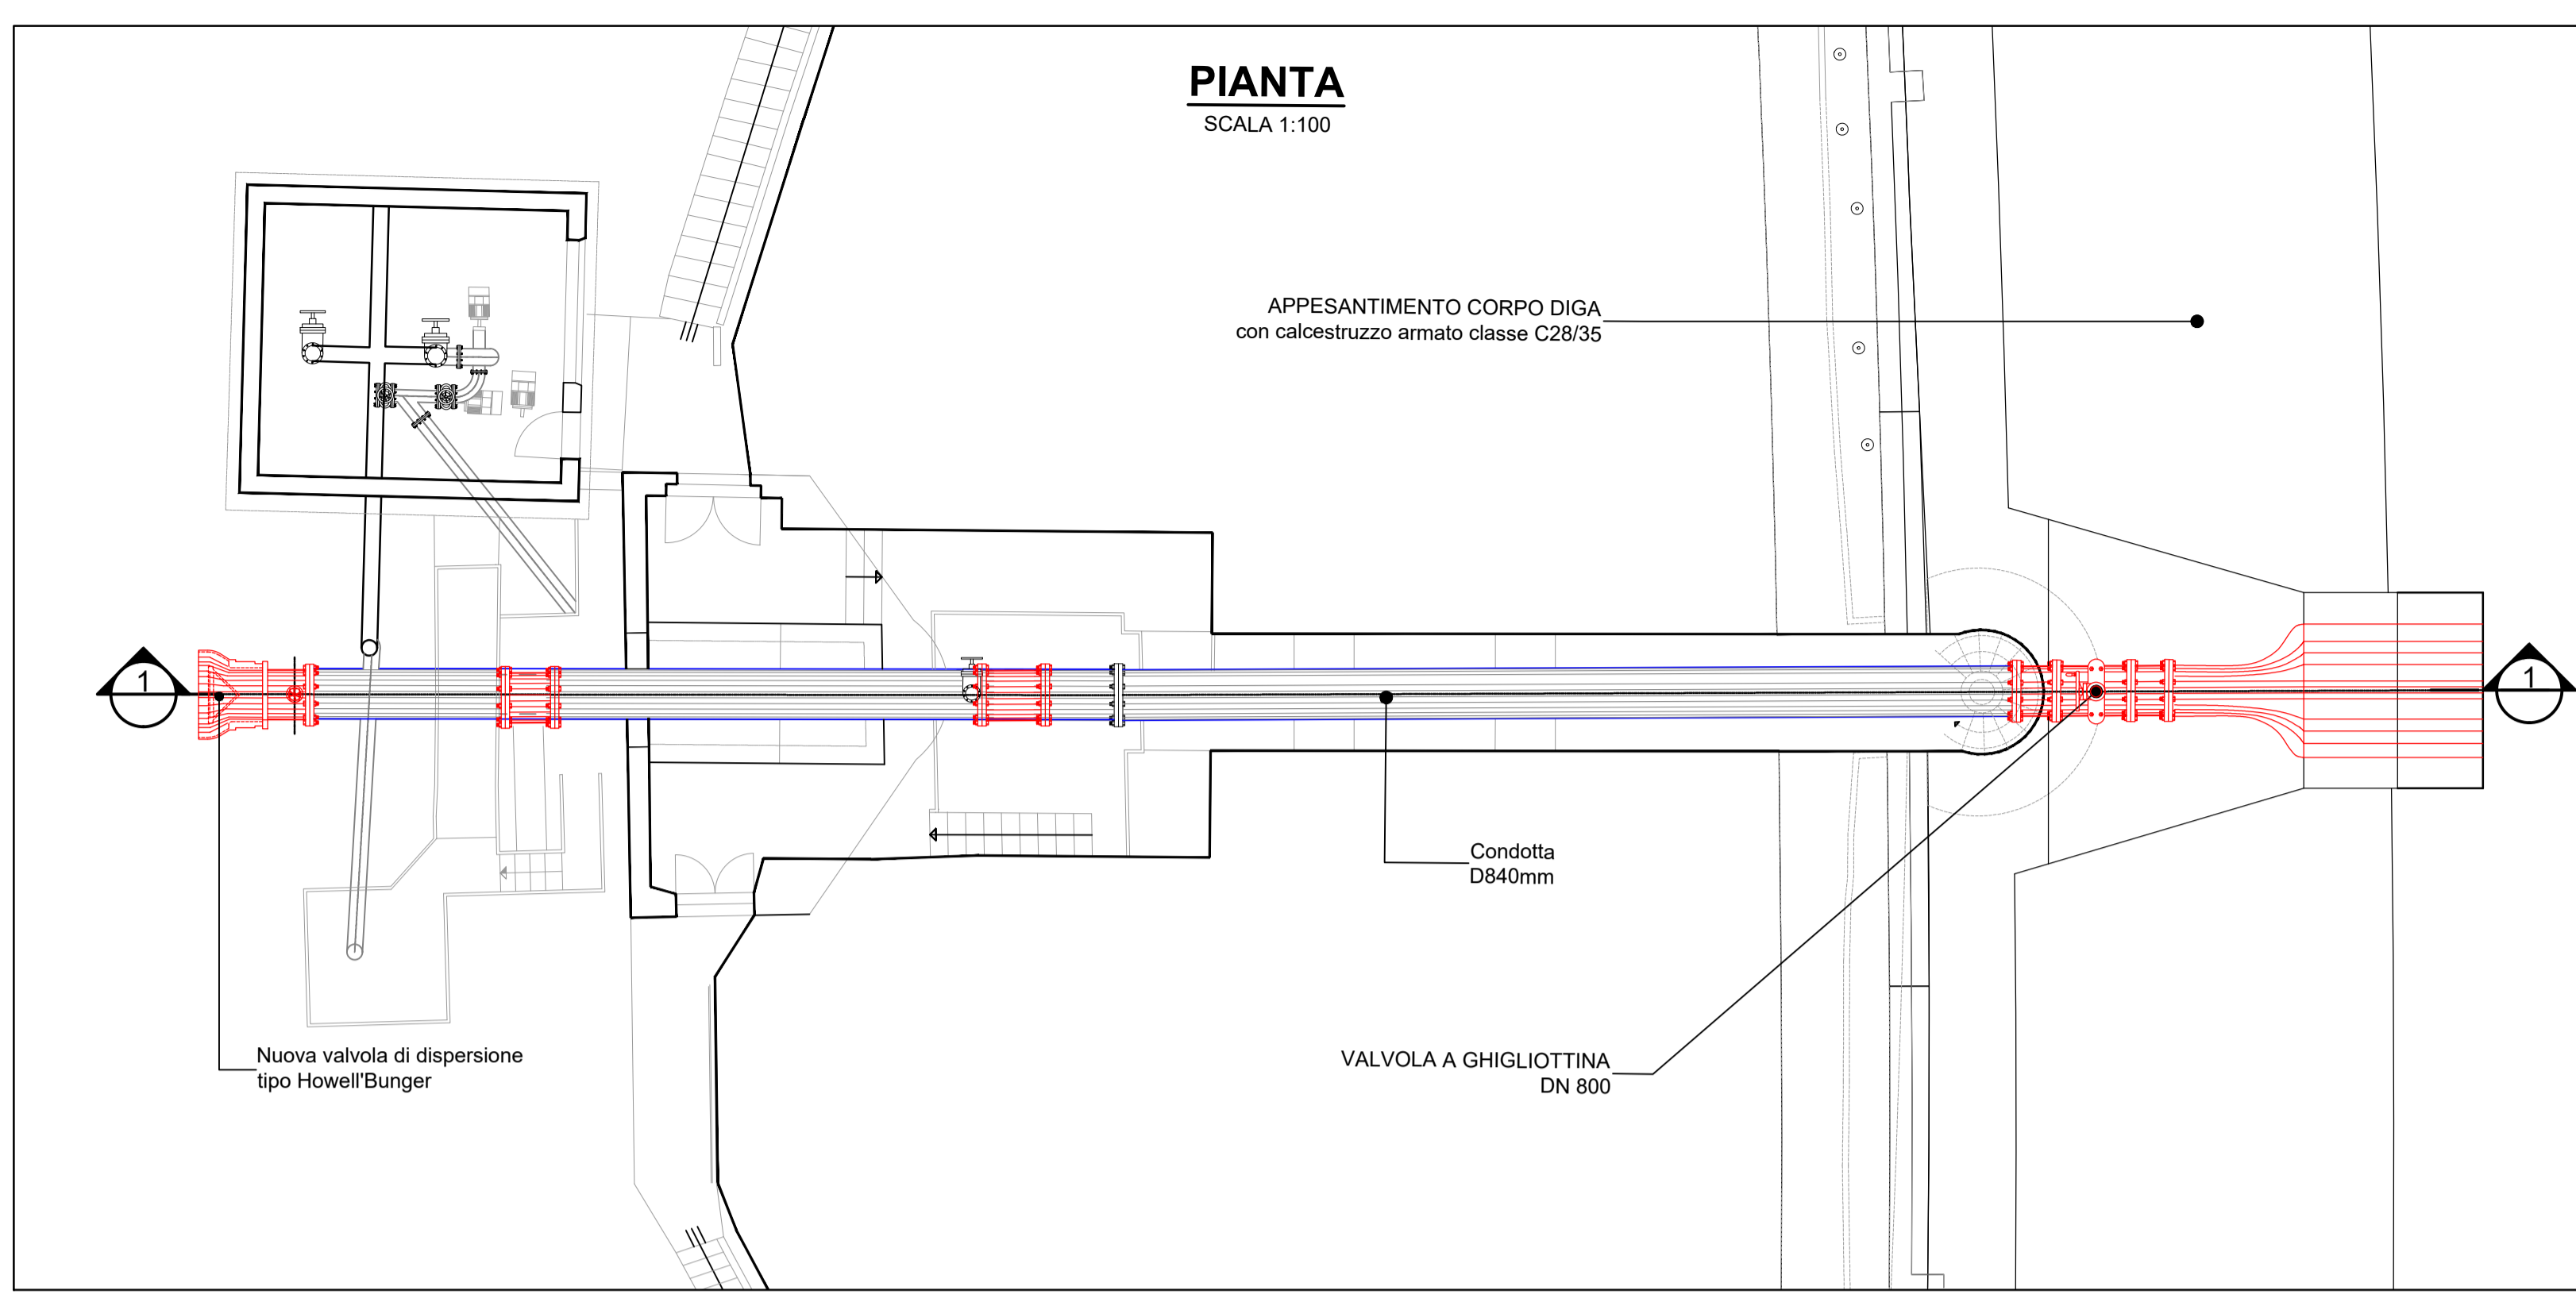 PIANTA
SCALA 1:100
APPESANTIMENTO CORPO DIGA
con calcestruzzo armato classe C28/35
1
1
Condotta
D840mm
Nuova valvola di dispersione
tipo Howell'Bunger
VALVOLA A GHIGLIOTTINA
DN 800